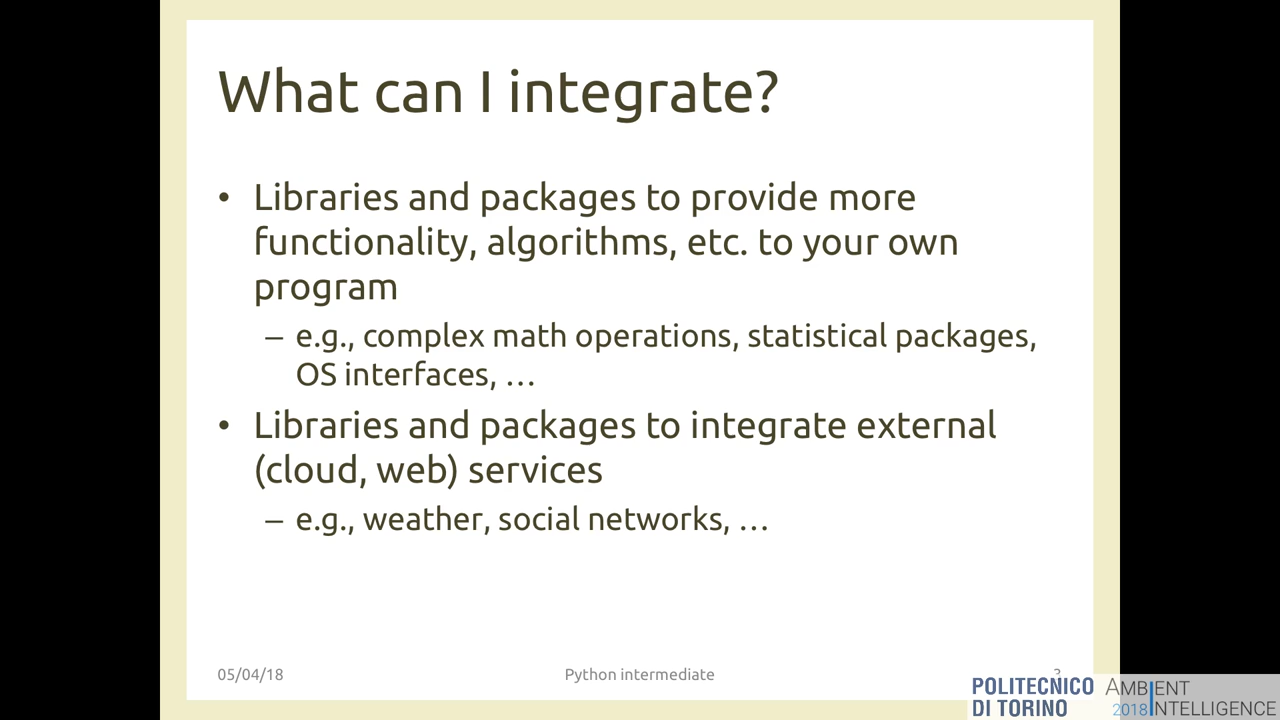 What can I integrate?
• Libraries and packages to provide more
functionality, algorithms, etc. to your own
program
– e.g., complex math operations, statistical packages,
OS interfaces, …
• Libraries and packages to integrate external
(cloud, web) services
– e.g., weather, social networks, …
05/04/18
Python intermediate
POLITECNICO
DI TORINO
AMBIENT
2018 INTELLIGENCE